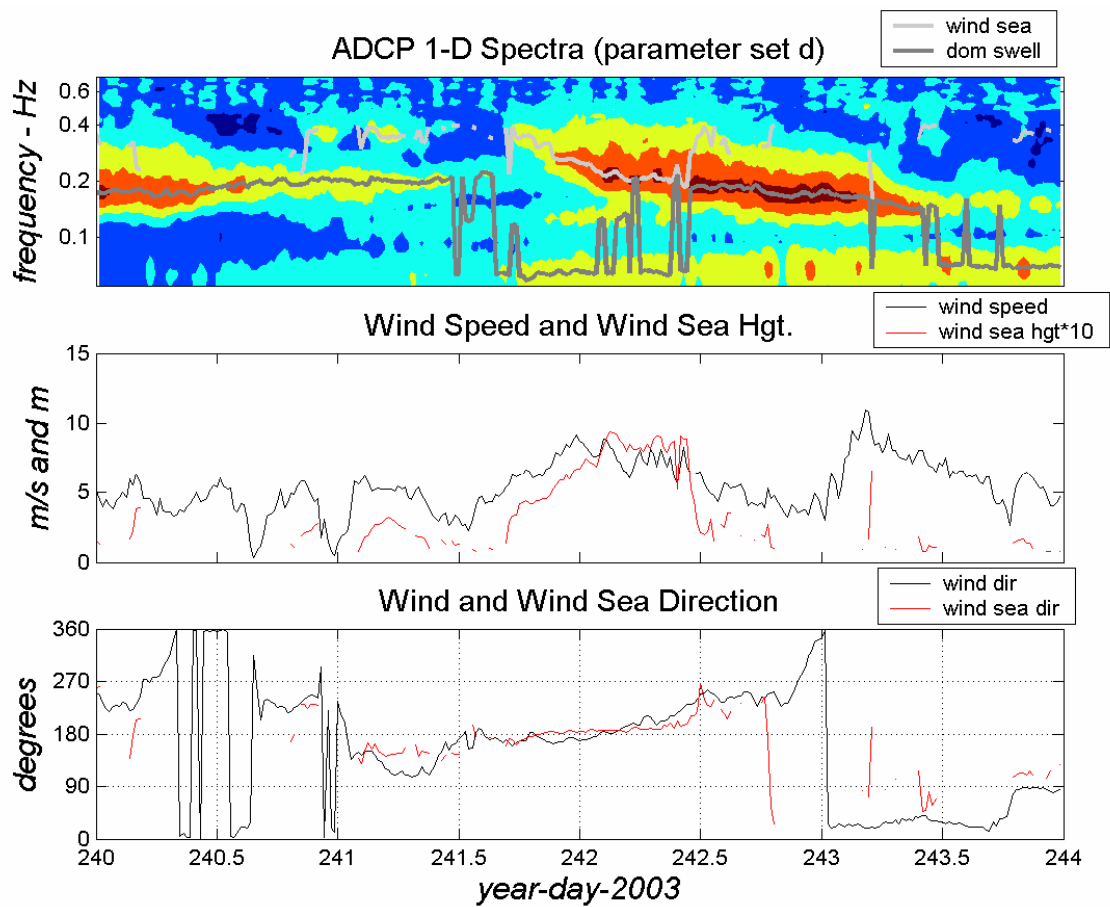 wind sea
dom swell
ADCP 1-D Spectra (parameter set d)
frequency - Hz
0.6
0.4
0.2
0.1
wind speed
wind sea hgt*10
Wind Speed and Wind Sea Hgt.
m/s and m
15
10
5
0
wind dir
wind sea dir
Wind and Wind Sea Direction
degrees
360
270
180
90
0
240 240.5 241 241.5 242 242.5 243 243.5 244
year-day-2003